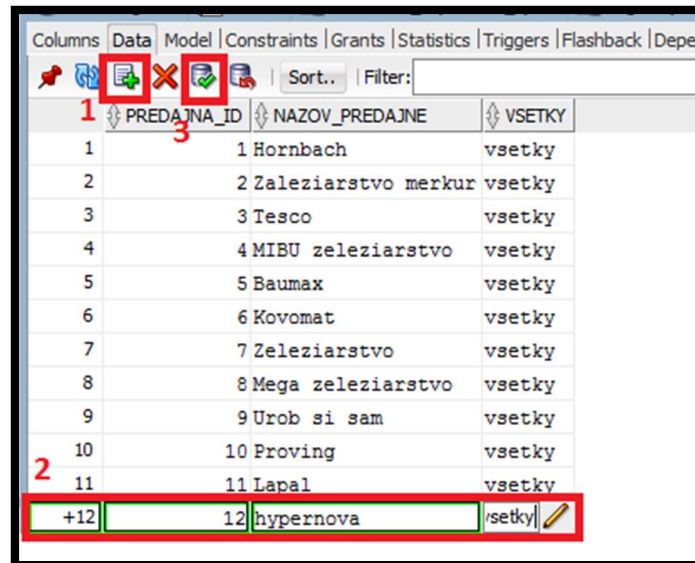 Columns Data Model Constraints Grants Statistics Triggers Flashback Depe
Sort.. Filter:
1 PREDAJNA_ID NAZOV_PREDAJNE VSETKY
3
1 1 Hornbach vsetky
2 2 Zaleziarstvo merkur vsetky
3 3 Tesco vsetky
4 4 MIBU zeleziarstvo vsetky
5 5 Baumax vsetky
6 6 Kovomat vsetky
7 7 Zeleziarstvo vsetky
8 8 Mega zeleziarstvo vsetky
9 9 Urob si sam vsetky
10 10 Proving vsetky
2
11 11 Lapal vsetky
+12 12 hypernova vsetky